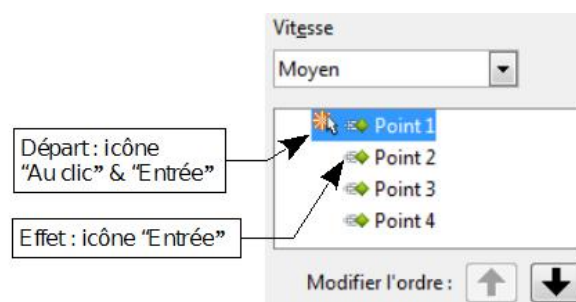 Vitesse
Moyen
Point 1
Départ : icône
“Au clic” & “Entrée”
Point 2
Point 3
Effet : icône “Entrée”
Point 4
Modifier l'ordre :